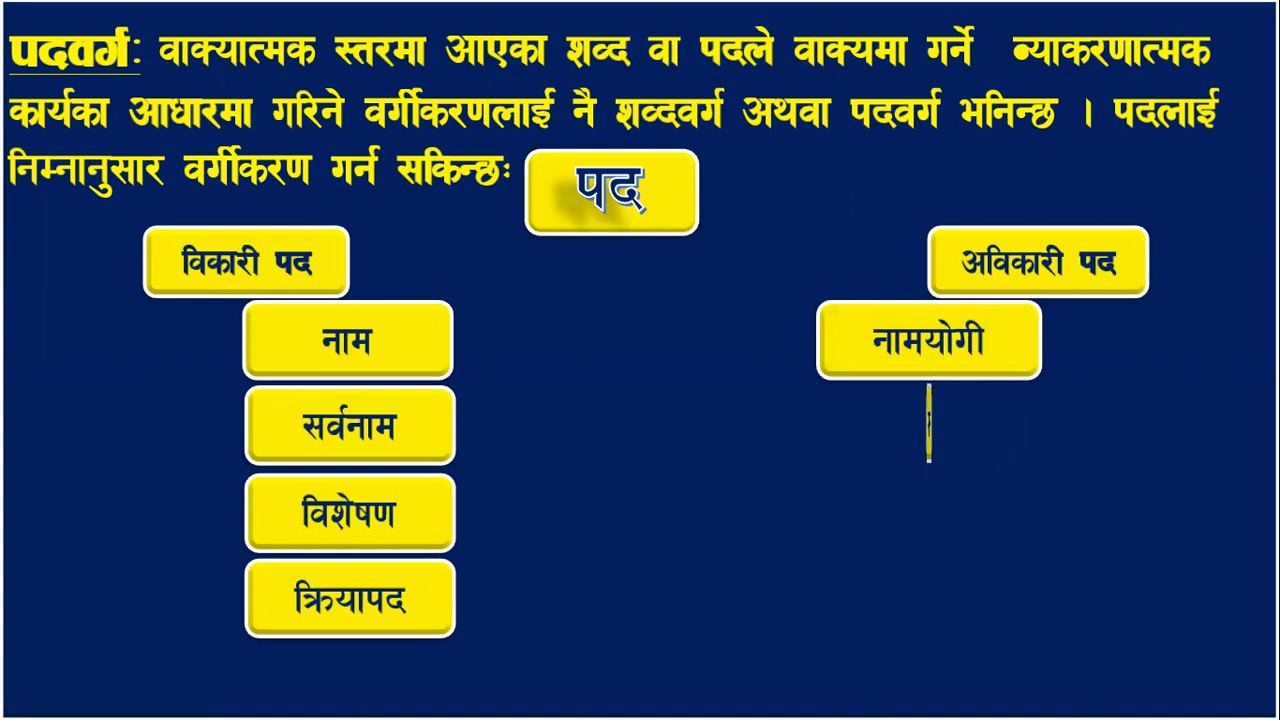 पदवर्ग: वाक्यात्मक स्तरमा आएका शव्द वा पदले वाक्यमा गर्ने ब्याकरणात्मक
कार्यका आधारमा गरिने वर्गीकरणलाई नै शव्दवर्ग अथवा पदवर्ग भनिन्छ । पदलाई
निम्नानुसार वर्गीकरण गर्न सकिन्छः
पद
विकारी पद
अविकारी पद
नाम
नामयोगी
सर्वनाम
विशेषण
क्रियापद